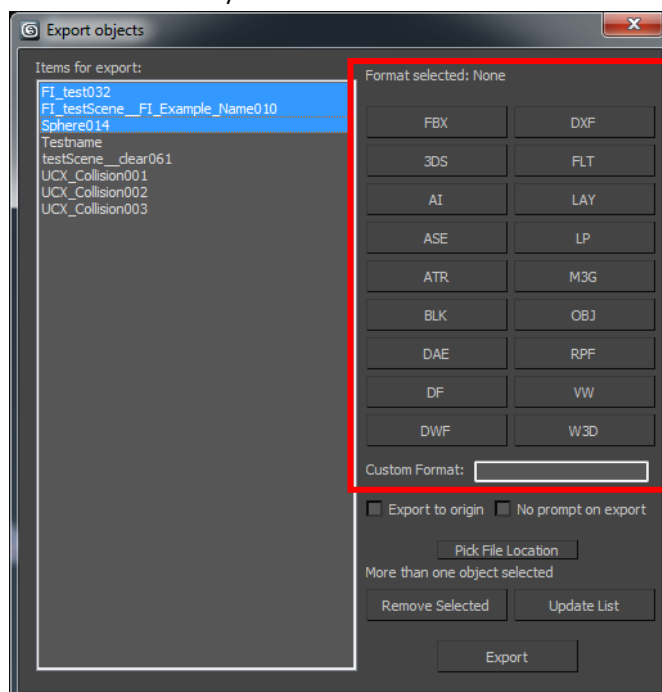 Export objects
Items for export:
FI_test032
FI_testScene__FI_Example_Name010
Sphere014
Testname
testScene__clear061
UCX_Collision001
UCX_Collision002
UCX_Collision003
Format selected: None
FBX DXF
3DS FLT
AI LAY
ASE LP
ATR M3G
BLK OBJ
DAE RPF
DF VW
DWF W3D
Custom Format:
Export to origin No prompt on export
Pick File Location
More than one object selected
Remove Selected Update List
Export